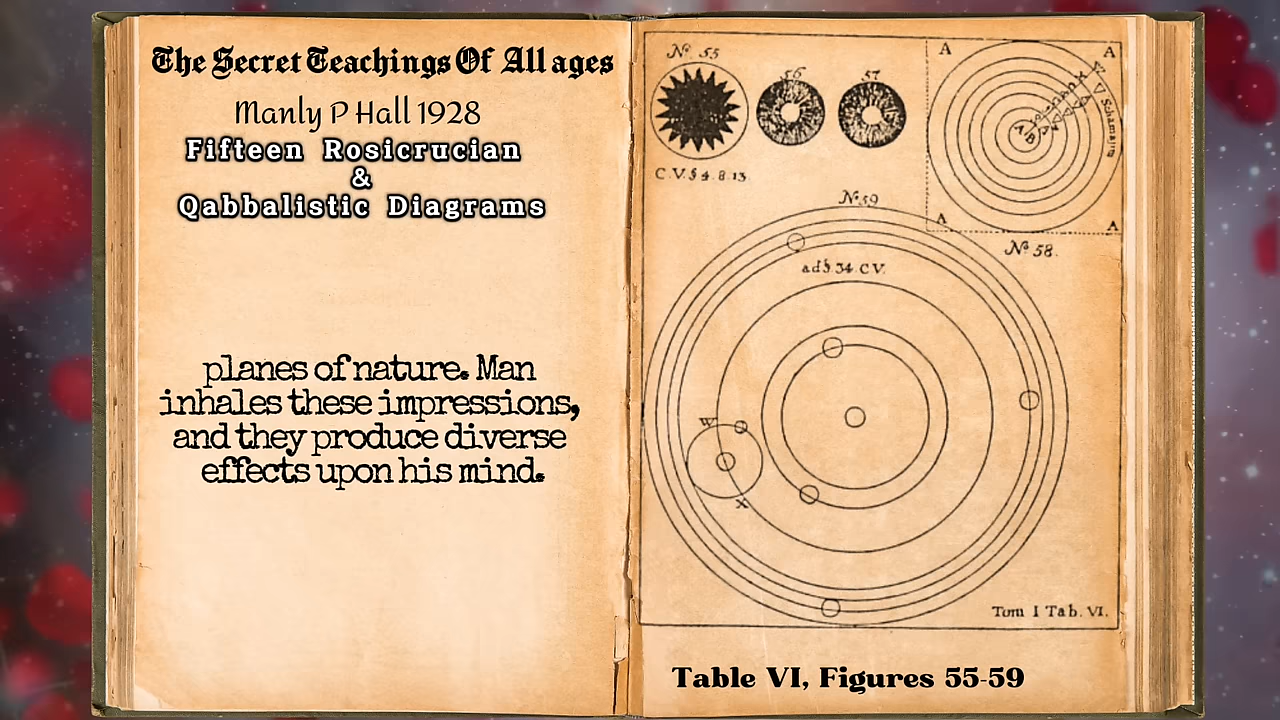 The Secret Teachings Of All ages
Manly P Hall 1928
Fifteen Rosicrucian
&
Qabbalistic Diagrams
planes of nature. Man
inhales these impressions,
and they produce diverse
effects upon his mind.
No. 55
56
57
C.V. § 4. 8. 13
A
A
A B
Schamajim
A
A
No. 58.
No. 59
ad § 34. C.V.
W
X
Tom I Tab. VI.
Table VI, Figures 55-59